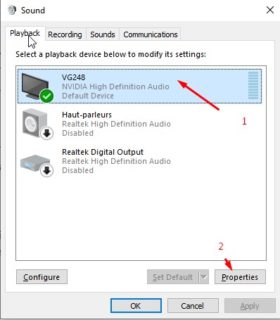 Sound
Playback Recording Sounds Communications
Select a playback device below to modify its settings:
VG248
NVIDIA High Definition Audio
Default Device
1
Haut-parleurs
Realtek High Definition Audio
Disabled
Realtek Digital Output
Realtek High Definition Audio
Disabled
2
Configure Set Default Properties
OK Cancel Apply